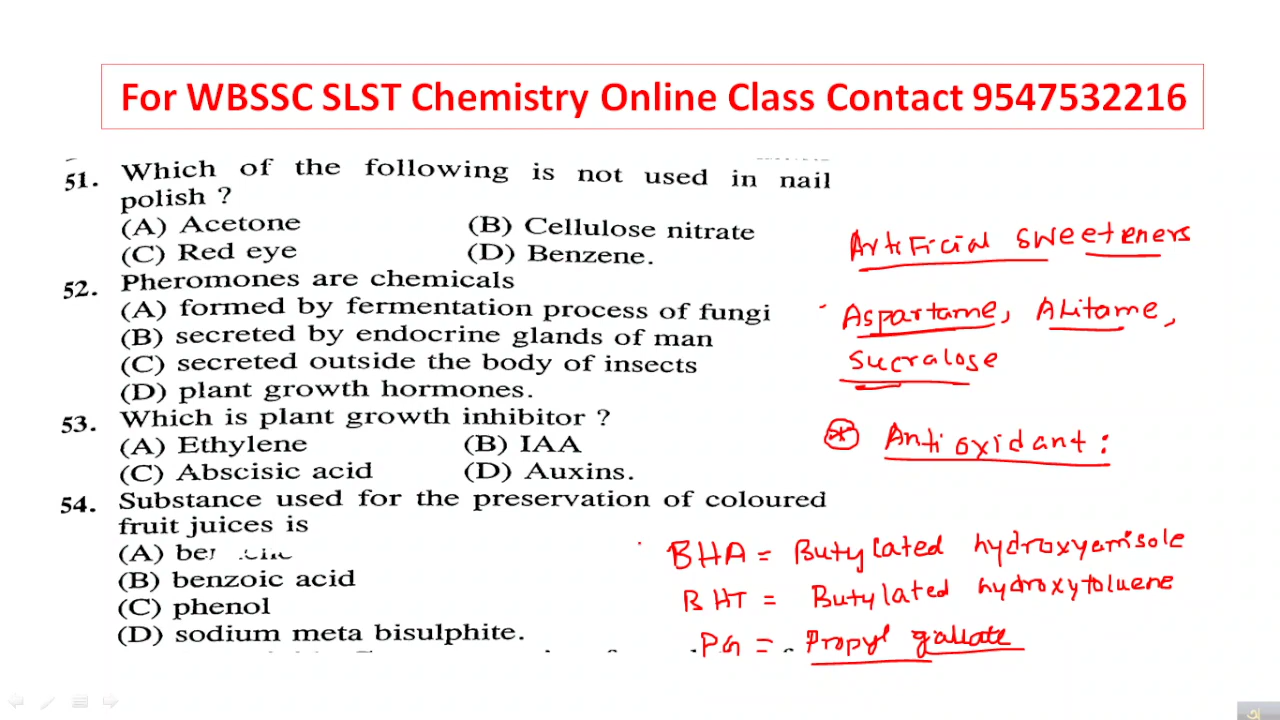 For WBSSC SLST Chemistry Online Class Contact 9547532216
51. Which of the following is not used in nail
polish ?
(A) Acetone (B) Cellulose nitrate
(C) Red eye (D) Benzene.
52. Pheromones are chemicals
(A) formed by fermentation process of fungi
(B) secreted by endocrine glands of man
(C) secreted outside the body of insects
(D) plant growth hormones.
53. Which is plant growth inhibitor ?
(A) Ethylene (B) IAA
(C) Abscisic acid (D) Auxins.
54. Substance used for the preservation of coloured
fruit juices is
(A)
(B) benzoic acid
(C) phenol
(D) sodium meta bisulphite.
Artificial sweeteners
Aspartame, Alitame,
Sucralose
* Antioxidant :
BHA = Butylated hydroxyanisole
BHT = Butylated hydroxytoluene
PG = Propyl gallate